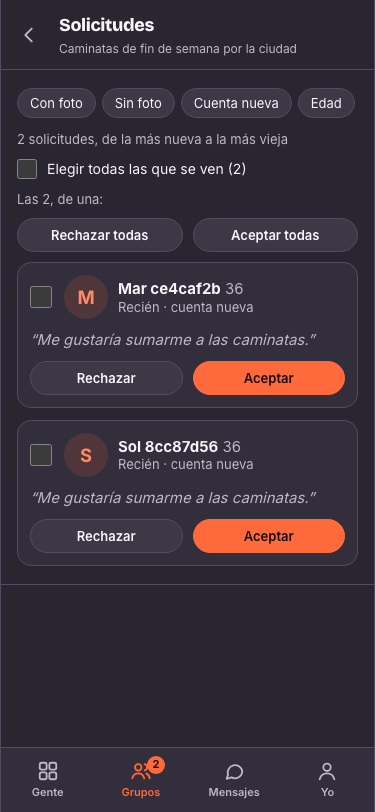 Solicitudes
Caminatas de fin de semana por la ciudad
Con foto
Sin foto
Cuenta nueva
Edad
2 solicitudes, de la más nueva a la más vieja
Elegir todas las que se ven (2)
Las 2, de una:
Rechazar todas
Aceptar todas
M
Mar ce4caf2b 36
Recién · cuenta nueva
“Me gustaría sumarme a las caminatas.”
Rechazar
Aceptar
S
Sol 8cc87d56 36
Recién · cuenta nueva
“Me gustaría sumarme a las caminatas.”
Rechazar
Aceptar
2
Gente
Grupos
Mensajes
Yo